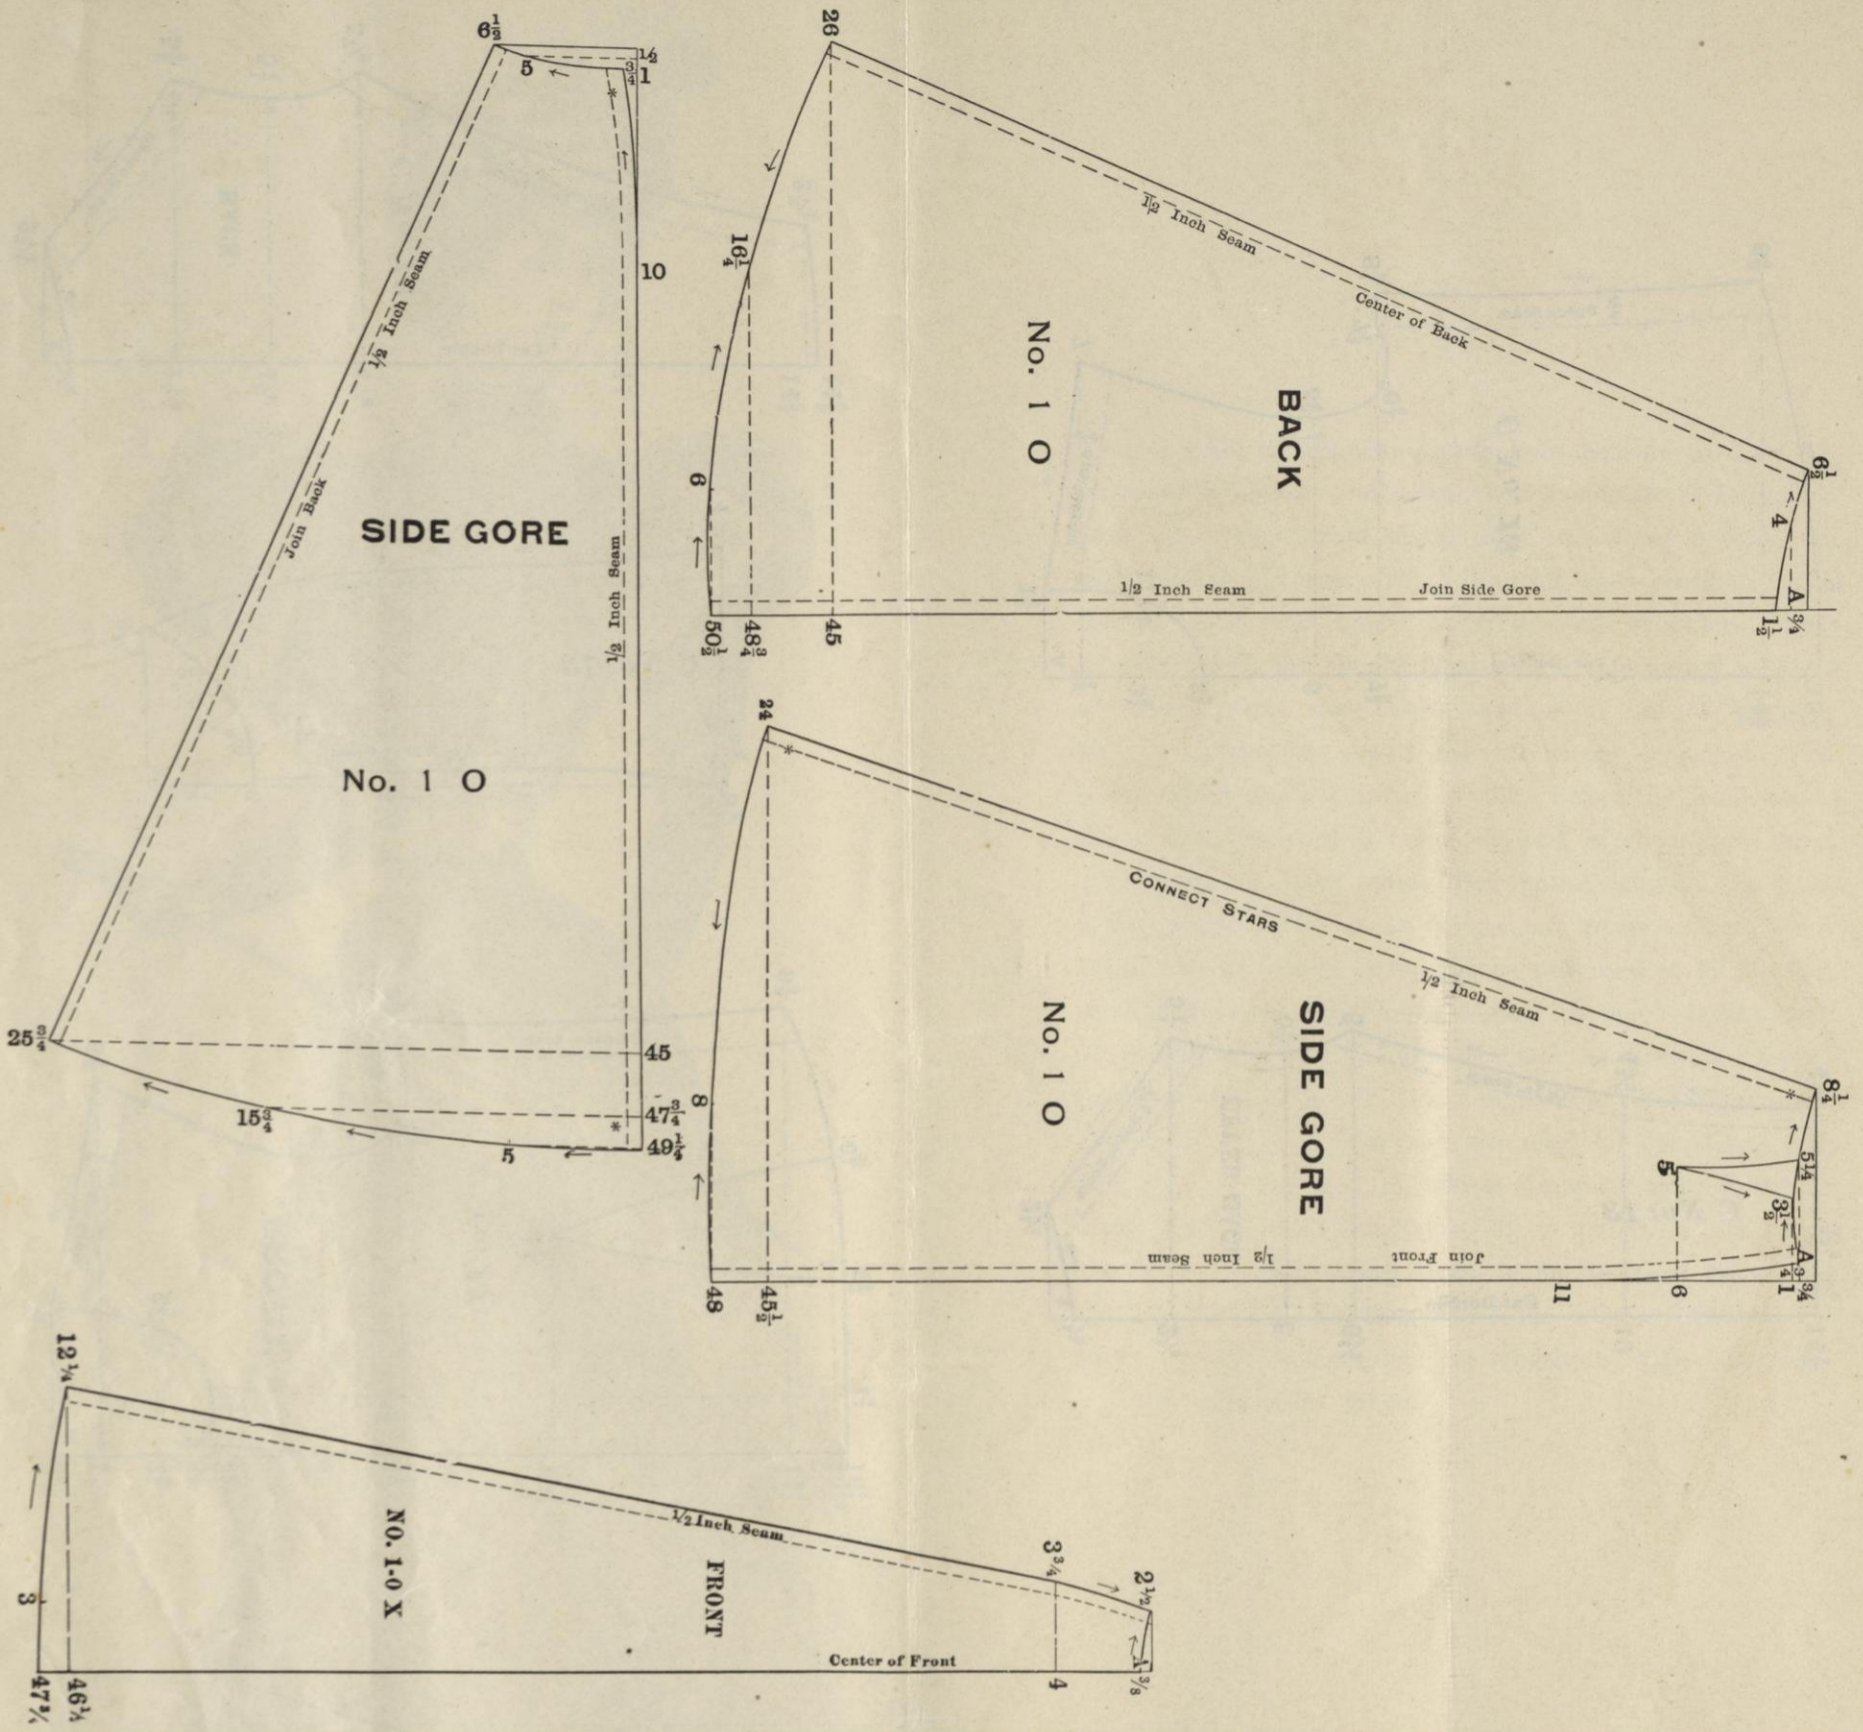 6½
½
¾
1
5
10
½ Inch Seam
Join Back
½ Inch Seam
SIDE GORE
No. 1 O
25¾
45
15¾
47¾
5
49¼
26
½ Inch Seam
Center of Back
16¼
No. 1 O
BACK
6½
6
4
½ Inch Seam
Join Side Gore
A
¾
50½
48¾
45
1½
24
CONNECT STARS
½ Inch Seam
No. 1 O
SIDE GORE
8¼
8
5
5¼
3½
½ Inch Seam
Join Front
A
48
45½
11
6
1
¾
¾
12¼
½ Inch Seam
NO. 1-0 X
FRONT
3¾
2½
3
Center of Front
A
⅜
47¾
46¼
4